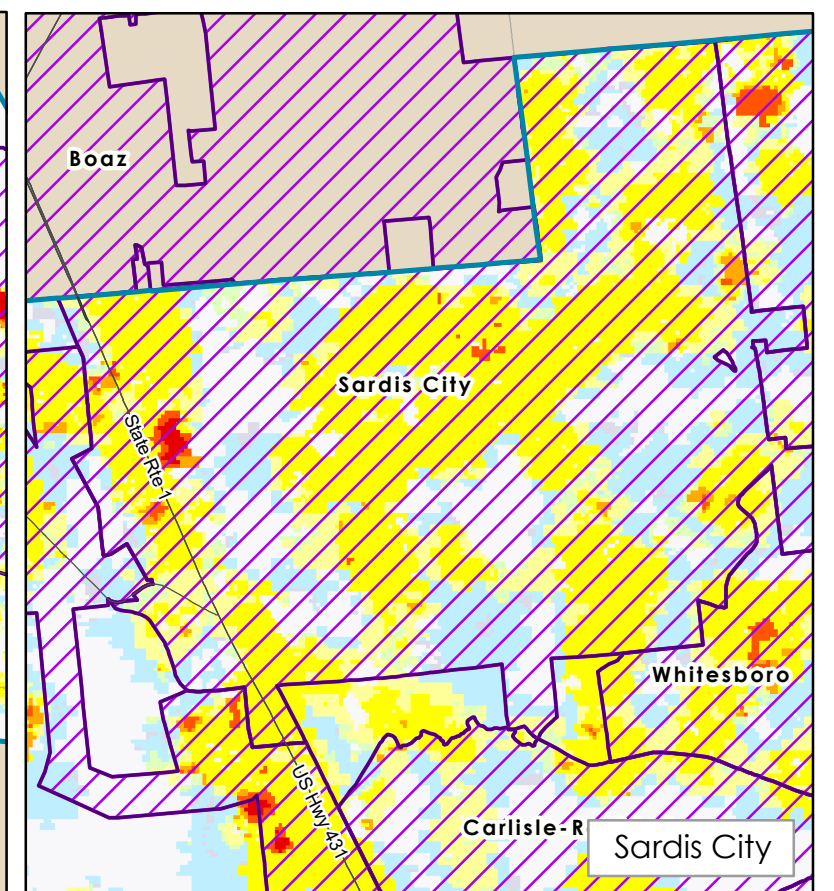 Boaz
Sardis City
State Rte 1
Whitesboro
US Hwy 431
Carlisle-R
Sardis City